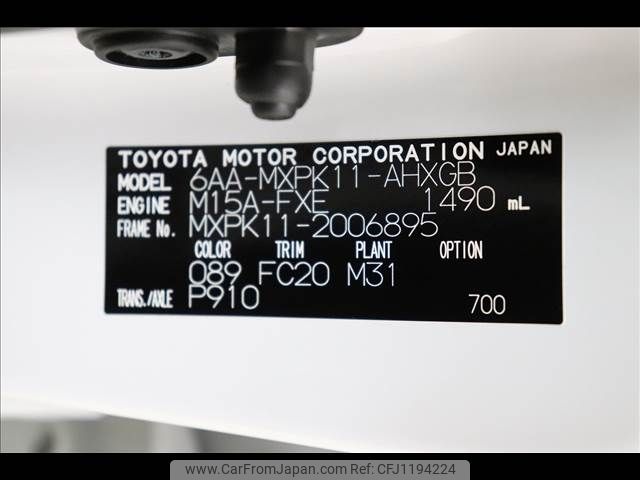 TOYOTA MOTOR CORPORATION JAPAN
MODEL 6AA-MXPK11-AHXGB
ENGINE M15A-FXE 1490 mL
FRAME No. MXPK11-2006895
COLOR TRIM PLANT OPTION
089 FC20 M31
TRANS./AXLE P910 700
www.CarFromJapan.com Ref#CFJ1194224